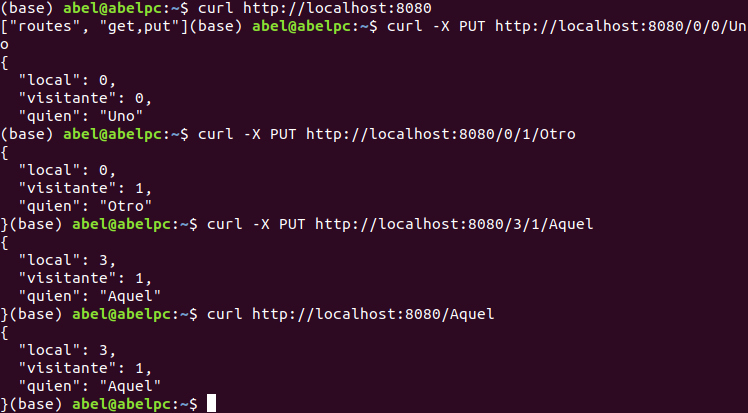 (base) abel@abelpc:~$ curl http://localhost:8080
["routes", "get,put"](base) abel@abelpc:~$ curl -X PUT http://localhost:8080/0/0/Un
o
{
  "local": 0,
  "visitante": 0,
  "quien": "Uno"
(base) abel@abelpc:~$ curl -X PUT http://localhost:8080/0/1/Otro
{
  "local": 0,
  "visitante": 1,
  "quien": "Otro"
}(base) abel@abelpc:~$ curl -X PUT http://localhost:8080/3/1/Aquel
{
  "local": 3,
  "visitante": 1,
  "quien": "Aquel"
}(base) abel@abelpc:~$ curl http://localhost:8080/Aquel
{
  "local": 3,
  "visitante": 1,
  "quien": "Aquel"
}(base) abel@abelpc:~$